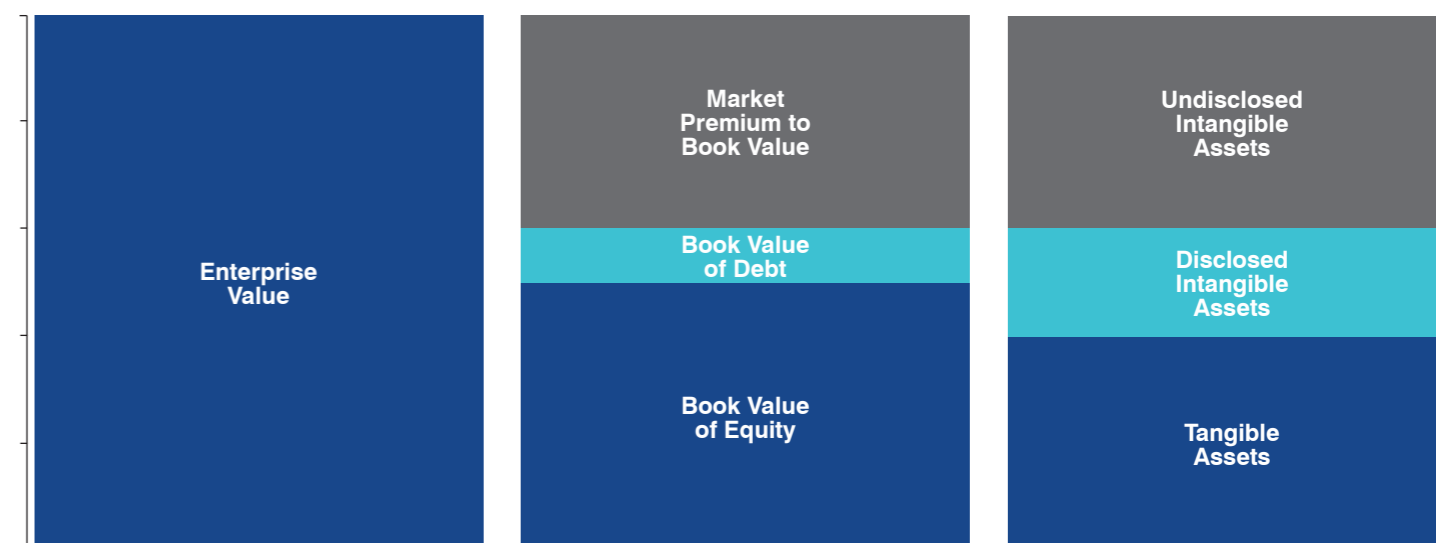 Enterprise
Value
Market
Premium to
Book Value
Book Value
of Debt
Book Value
of Equity
Undisclosed
Intangible
Assets
Disclosed
Intangible
Assets
Tangible
Assets